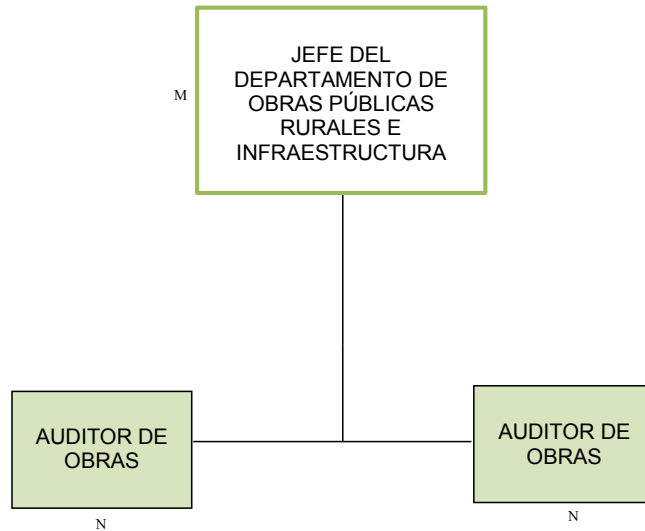 JEFE DEL
DEPARTAMENTO DE
OBRAS PÚBLICAS
RURALES E
INFRAESTRUCTURA
M
AUDITOR DE
OBRAS
N
AUDITOR DE
OBRAS
N